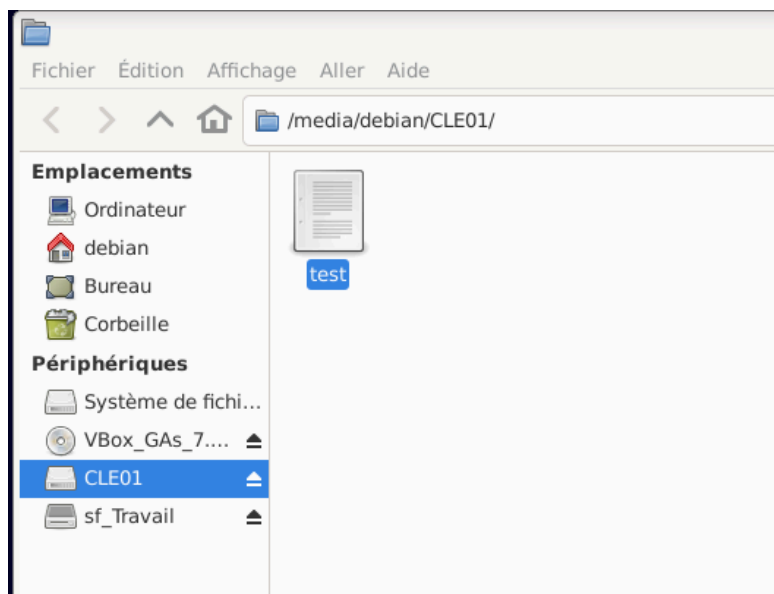 Fichier Édition Affichage Aller Aide
/media/debian/CLE01/
Emplacements
Ordinateur
debian
Bureau
Corbeille
Périphériques
Système de fichi...
VBox_GAs_7....
CLE01
sf_Travail
test